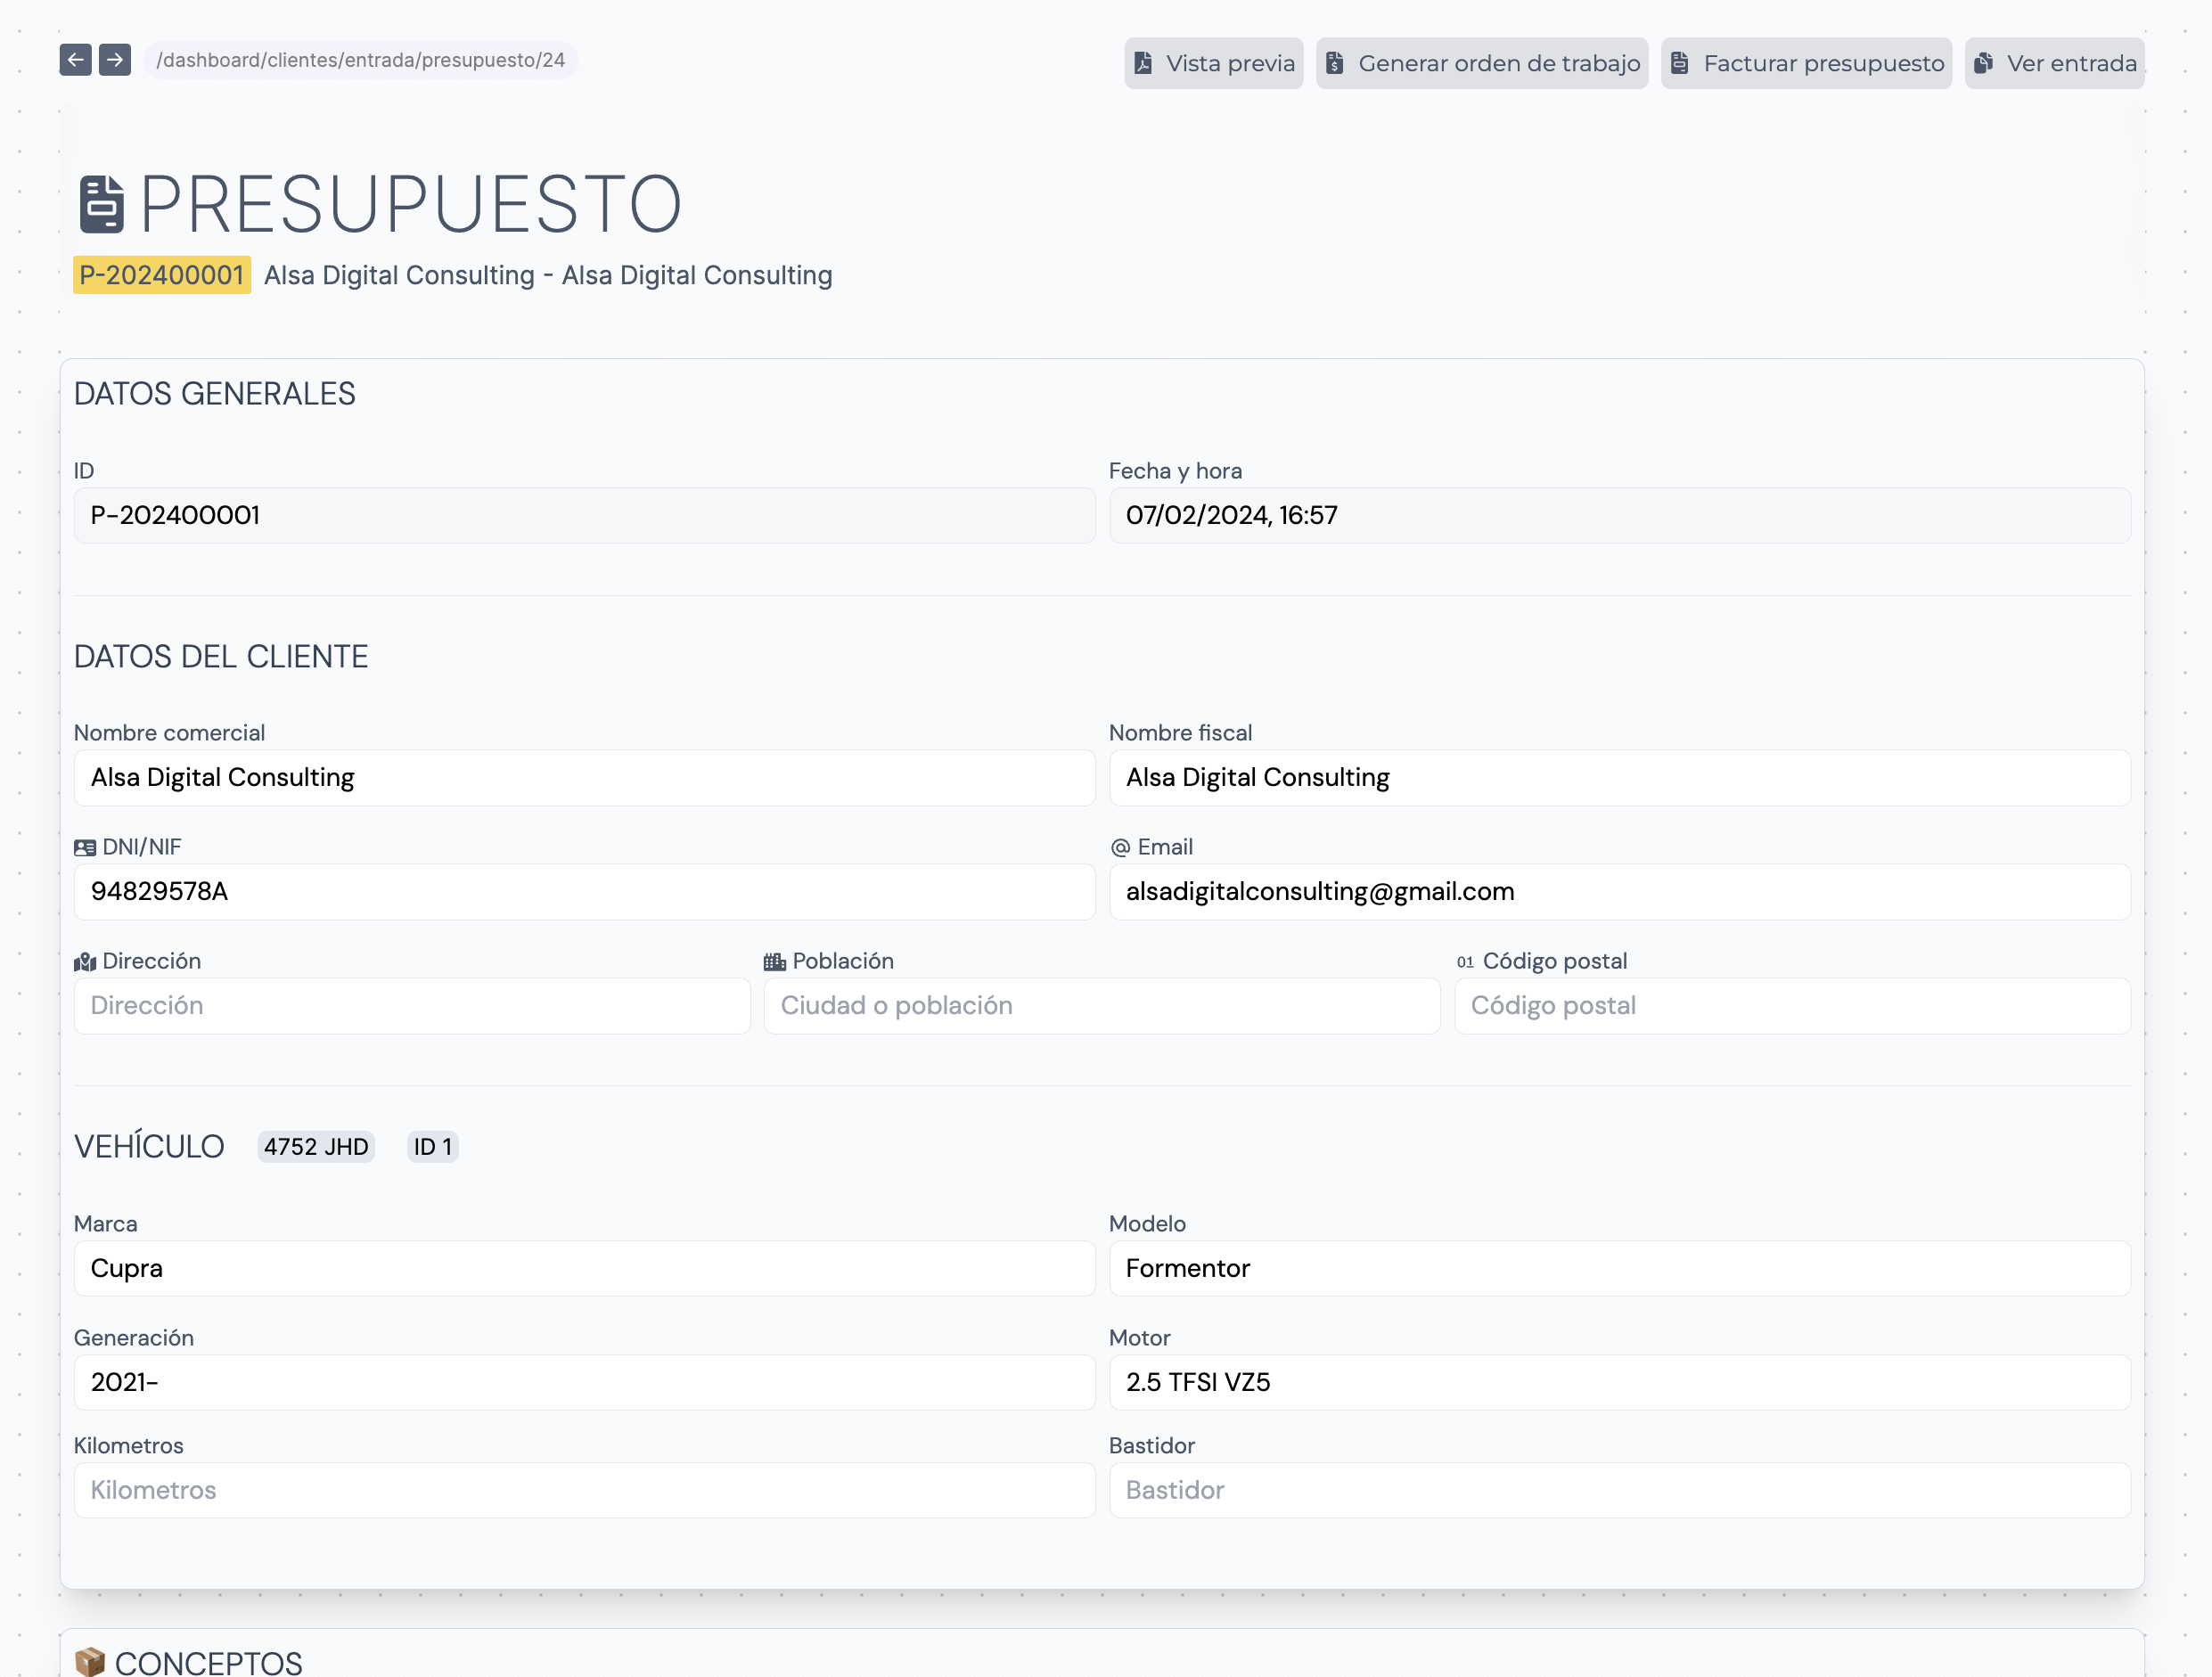 /dashboard/clientes/entrada/presupuesto/24
Vista previa
Generar orden de trabajo
Facturar presupuesto
Ver entrada
PRESUPUESTO
P-202400001 Alsa Digital Consulting - Alsa Digital Consulting
DATOS GENERALES
ID
Fecha y hora
P-202400001
07/02/2024, 16:57
DATOS DEL CLIENTE
Nombre comercial
Nombre fiscal
Alsa Digital Consulting
Alsa Digital Consulting
DNI/NIF
@ Email
94829578A
alsadigitalconsulting@gmail.com
Dirección
Población
01 Código postal
Dirección
Ciudad o población
Código postal
VEHÍCULO 4752 JHD ID 1
Marca
Modelo
Cupra
Formentor
Generación
Motor
2021-
2.5 TFSI VZ5
Kilometros
Bastidor
Kilometros
Bastidor
CONCEPTOS